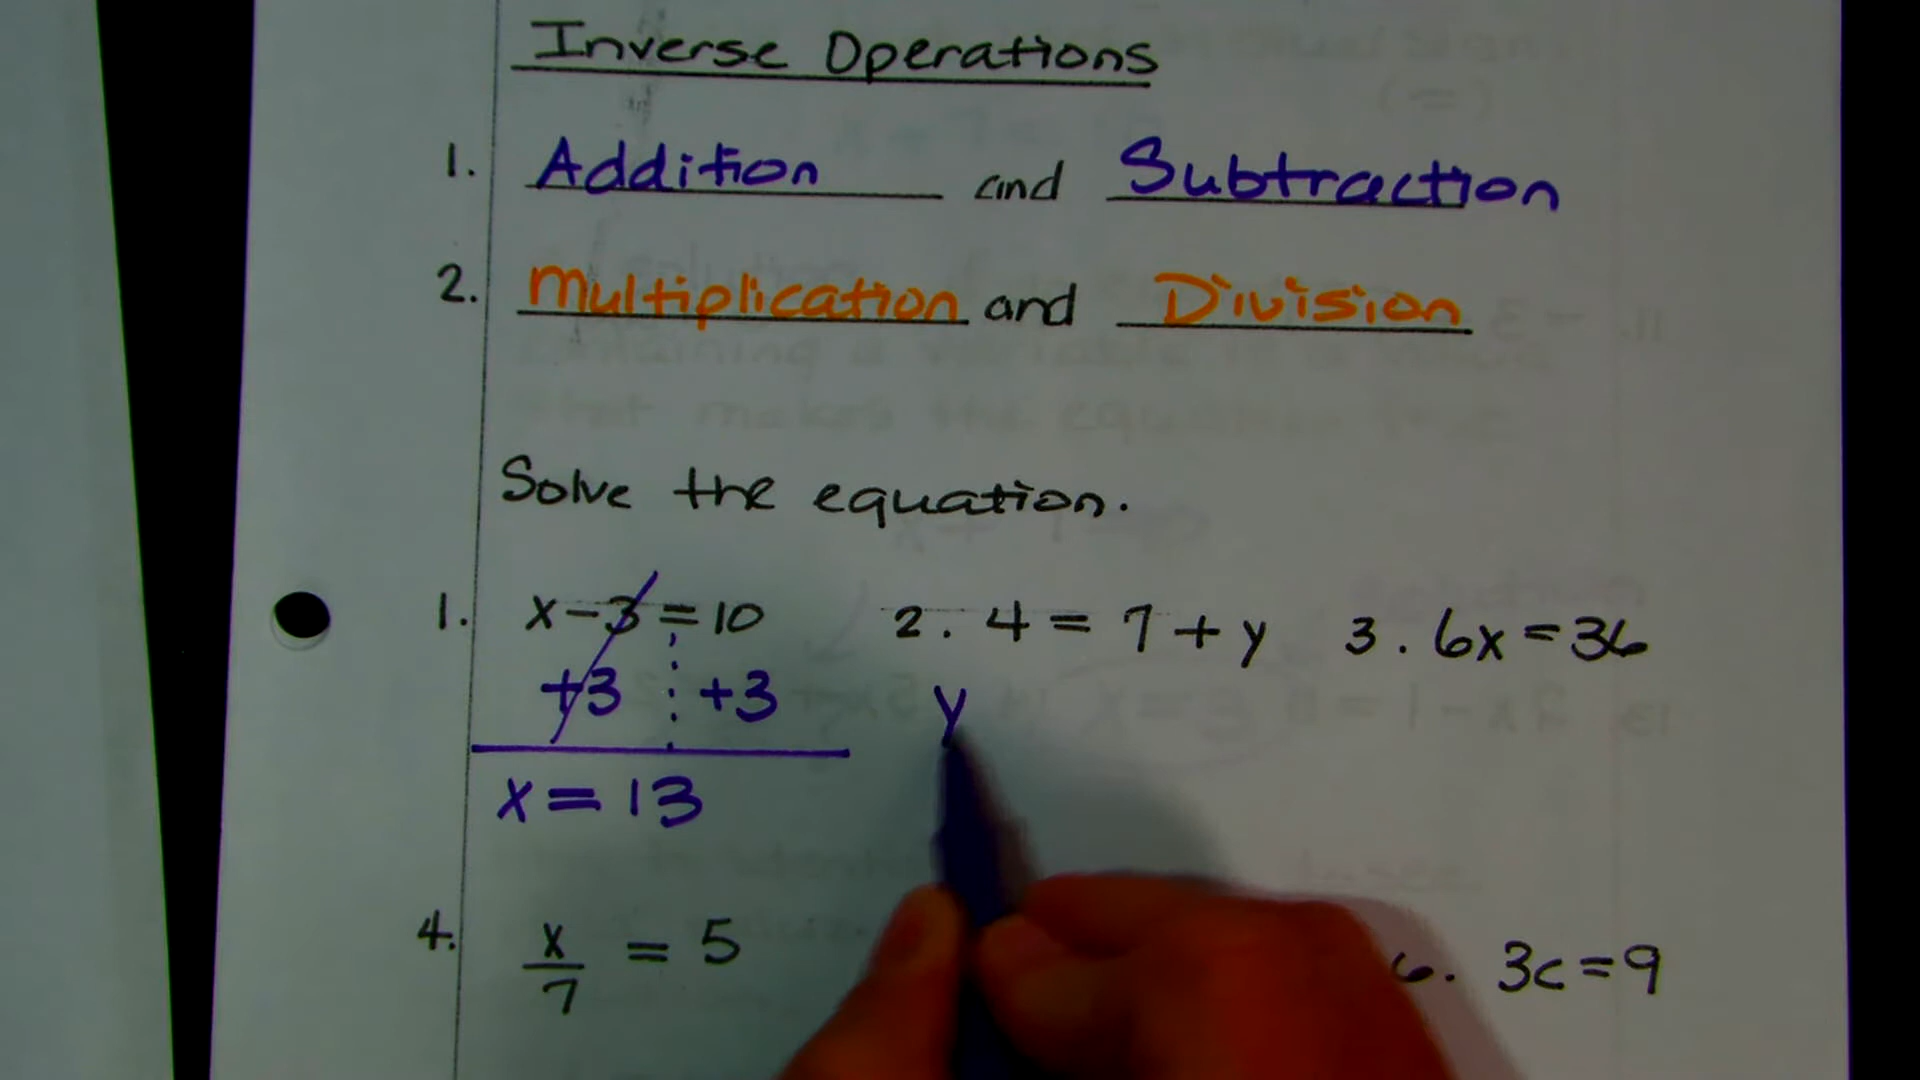 Inverse Operations
1. Addition and Subtraction
2. Multiplication and Division
Solve the equation.
1. x-3=10 2. 4 = 7 + y 3. 6x=36
+3 +3 y
x=13
4. x/7 = 5 6. 3c=9